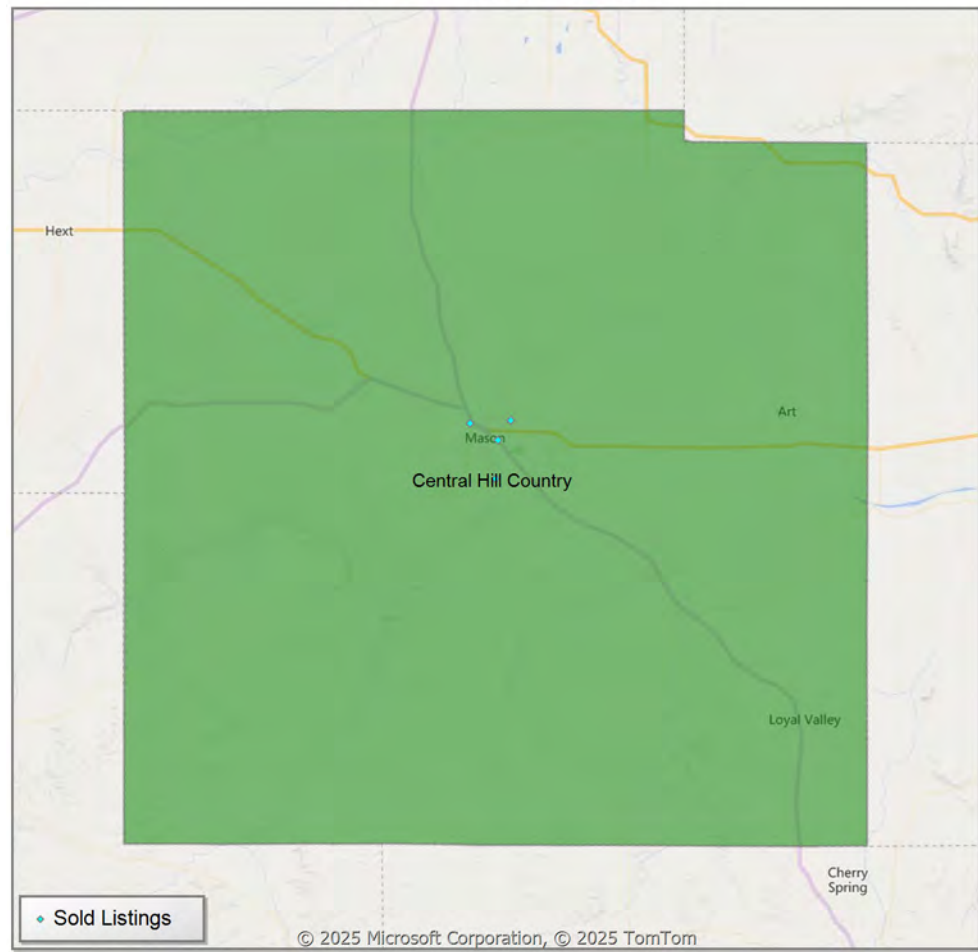 Hext
Art
Mason
Central Hill Country
Loyal Valley
Cherry
Spring
Sold Listings
© 2025 Microsoft Corporation, © 2025 TomTom